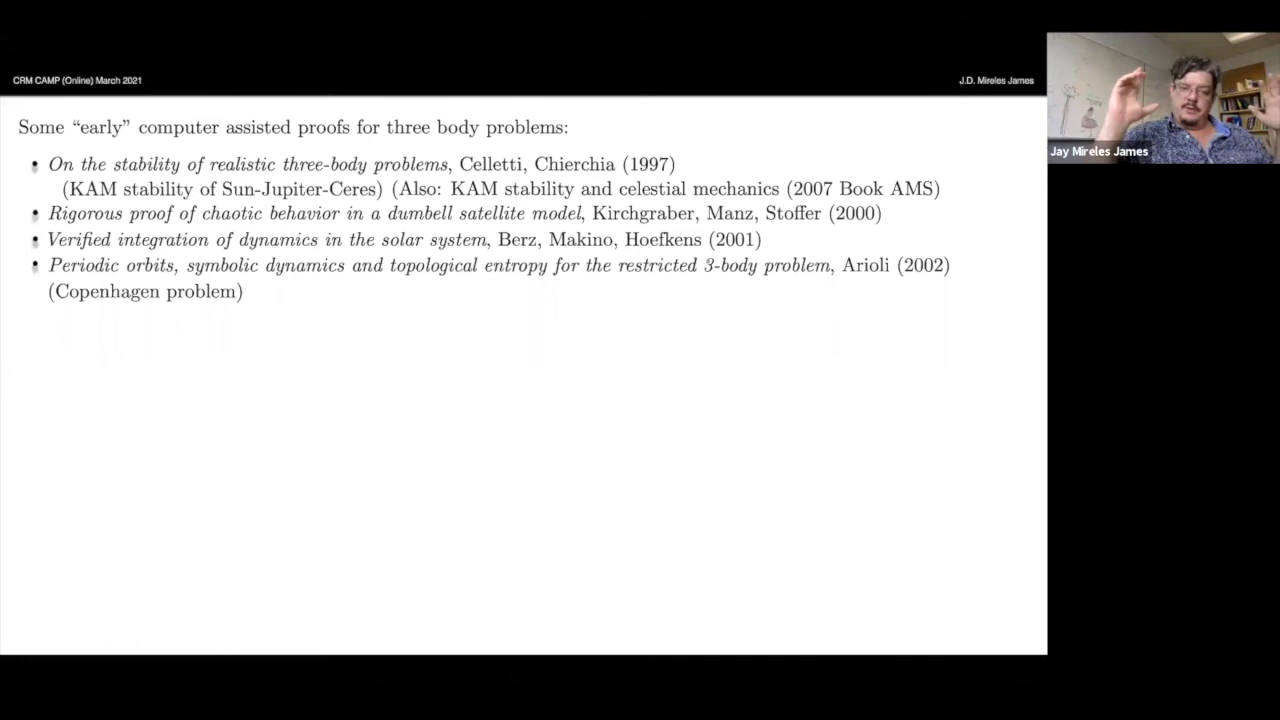 CRM CAMP (Online) March 2021
J.D. Mireles James
Some “early” computer assisted proofs for three body problems:
• On the stability of realistic three-body problems, Celletti, Chierchia (1997)
(KAM stability of Sun-Jupiter-Ceres) (Also: KAM stability and celestial mechanics (2007 Book AMS)
• Rigorous proof of chaotic behavior in a dumbell satellite model, Kirchgraber, Manz, Stoffer (2000)
• Verified integration of dynamics in the solar system, Berz, Makino, Hoefkens (2001)
• Periodic orbits, symbolic dynamics and topological entropy for the restricted 3-body problem, Arioli (2002)
(Copenhagen problem)
Jay Mireles James